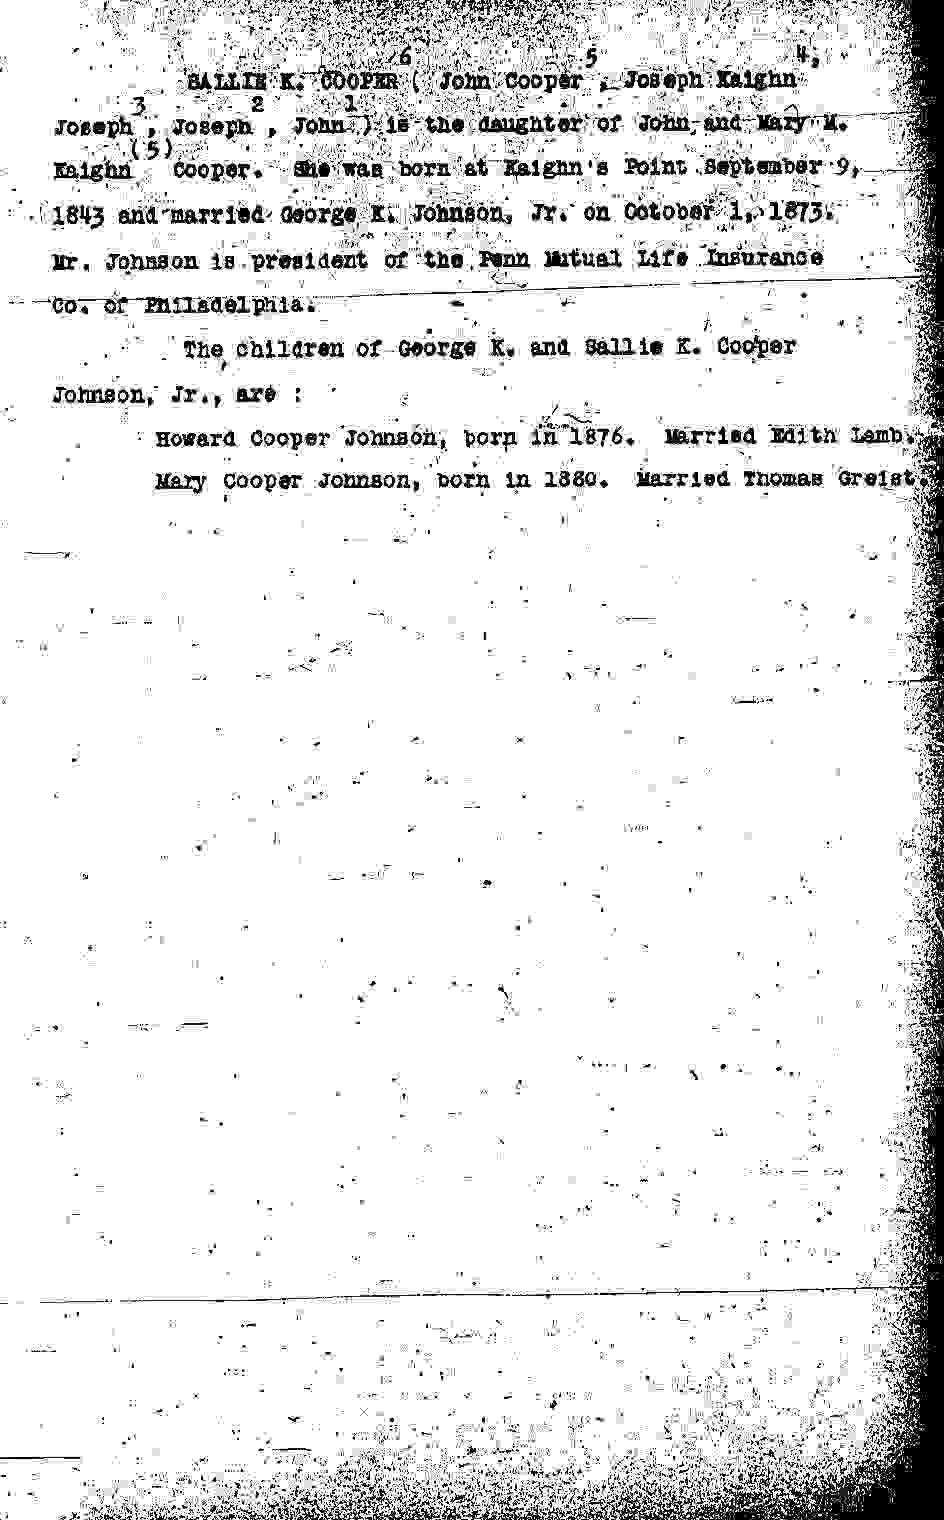 6 5 4,
SALLIE K. COOPER ( John Cooper , Joseph Kaighn
3 2 1
Joseph , Joseph , John ) is the daughter of John and Mary M.
(5)
Kaighn Cooper. She was born at Kaighn's Point September 9,
1843 and married George K. Johnson, Jr. on October 1, 1873.
Mr. Johnson is president of the Penn Mutual Life Insurance
Co. of Philadelphia.
The children of George K. and Sallie K. Cooper
Johnson, Jr., are :
Howard Cooper Johnson, born in 1876. Married Edith Lamb.
Mary Cooper Johnson, born in 1880. Married Thomas Greist.